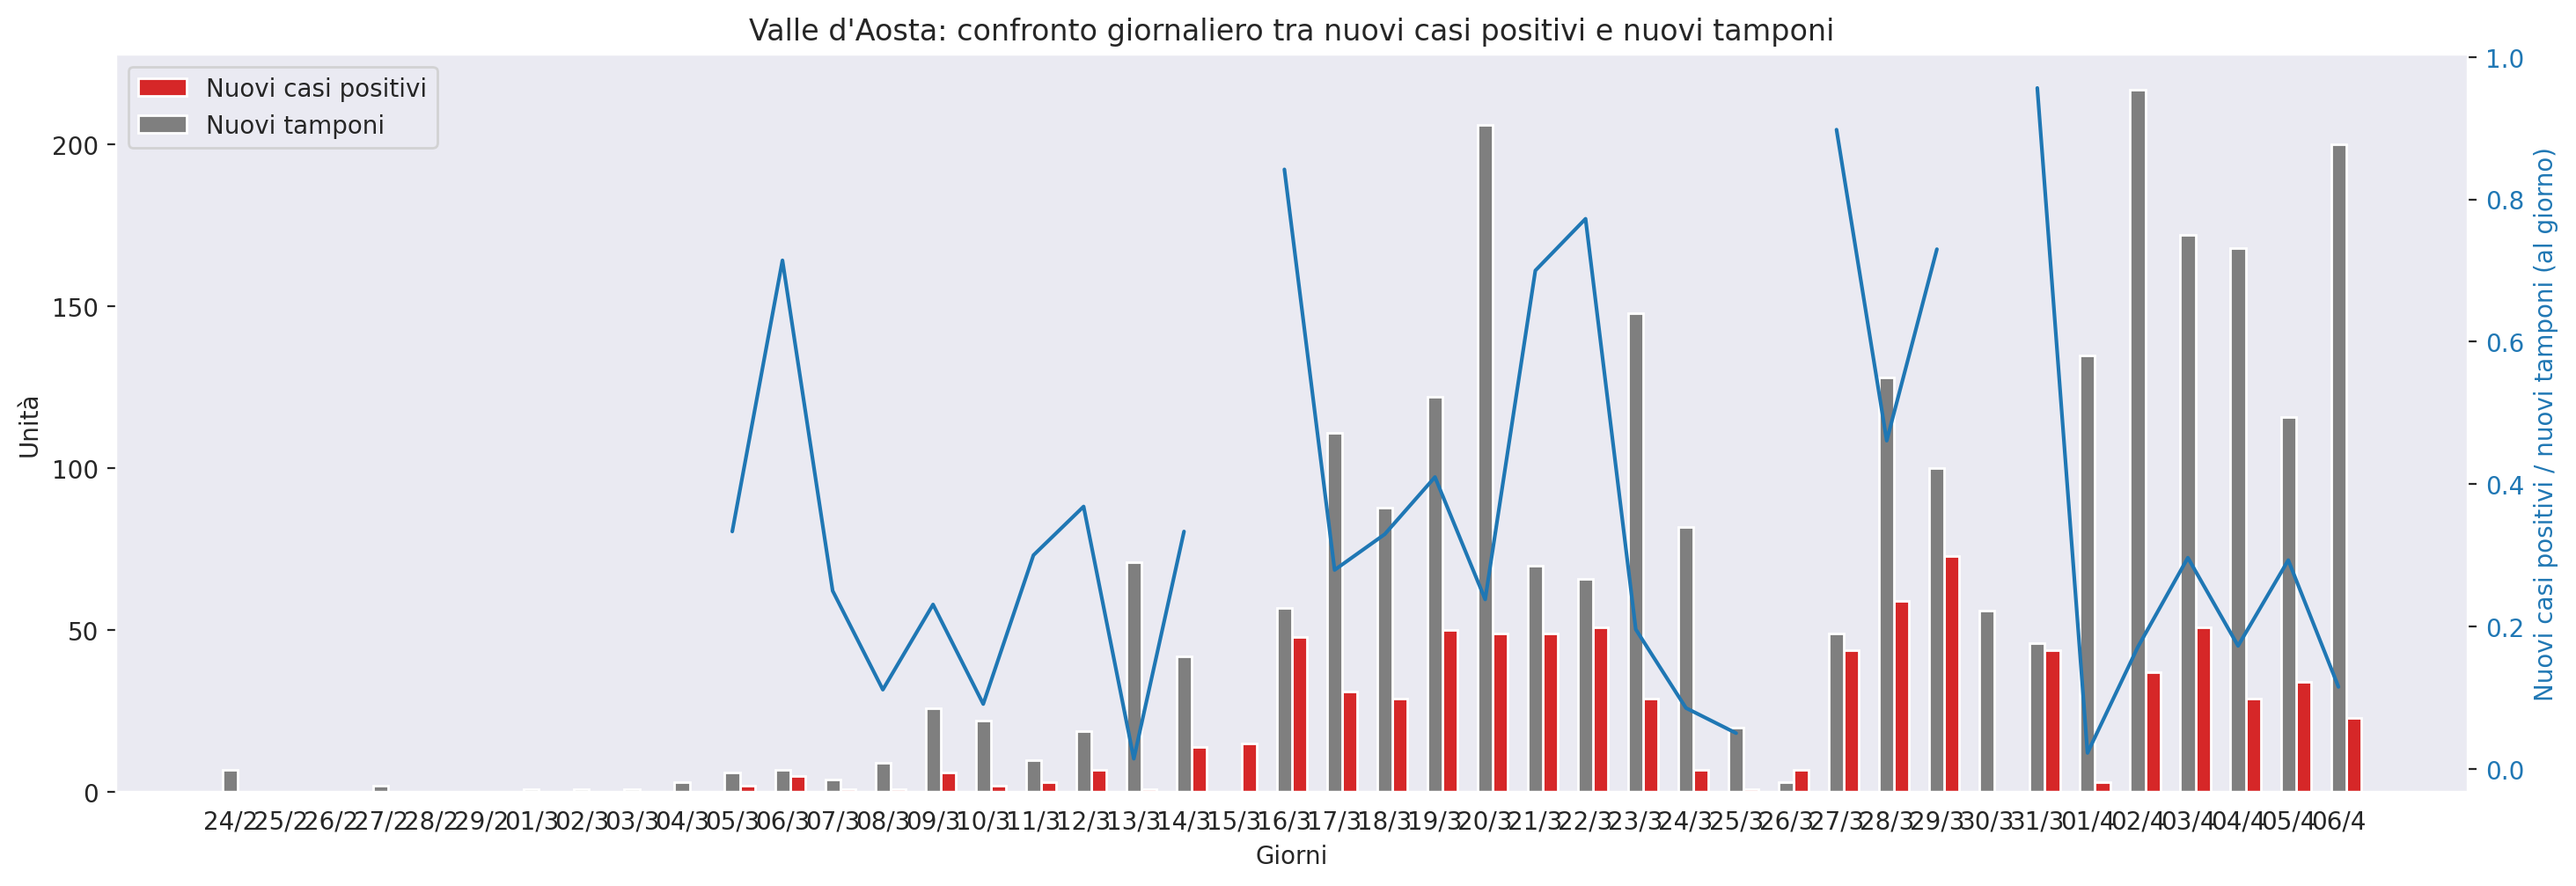 Valle d'Aosta: confronto giornaliero tra nuovi casi positivi e nuovi tamponi
Nuovi casi positivi
Nuovi tamponi
Unità
200
150
100
50
0
1.0
0.8
0.6
0.4
0.2
0.0
Nuovi casi positivi / nuovi tamponi (al giorno)
24/2 25/2 26/2 27/2 28/2 29/2 01/3 02/3 03/3 04/3 05/3 06/3 07/3 08/3 09/3 10/3 11/3 12/3 13/3 14/3 15/3 16/3 17/3 18/3 19/3 20/3 21/3 22/3 23/3 24/3 25/3 26/3 27/3 28/3 29/3 30/3 31/3 01/4 02/4 03/4 04/4 05/4 06/4
Giorni